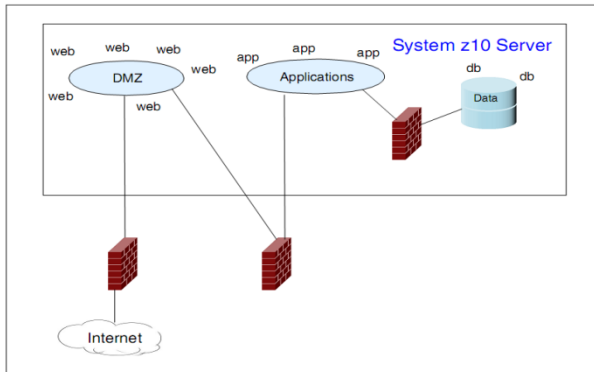 web
web
web
web
web
web
DMZ
app
app
app
Applications
System z10 Server
db
db
Data
Internet